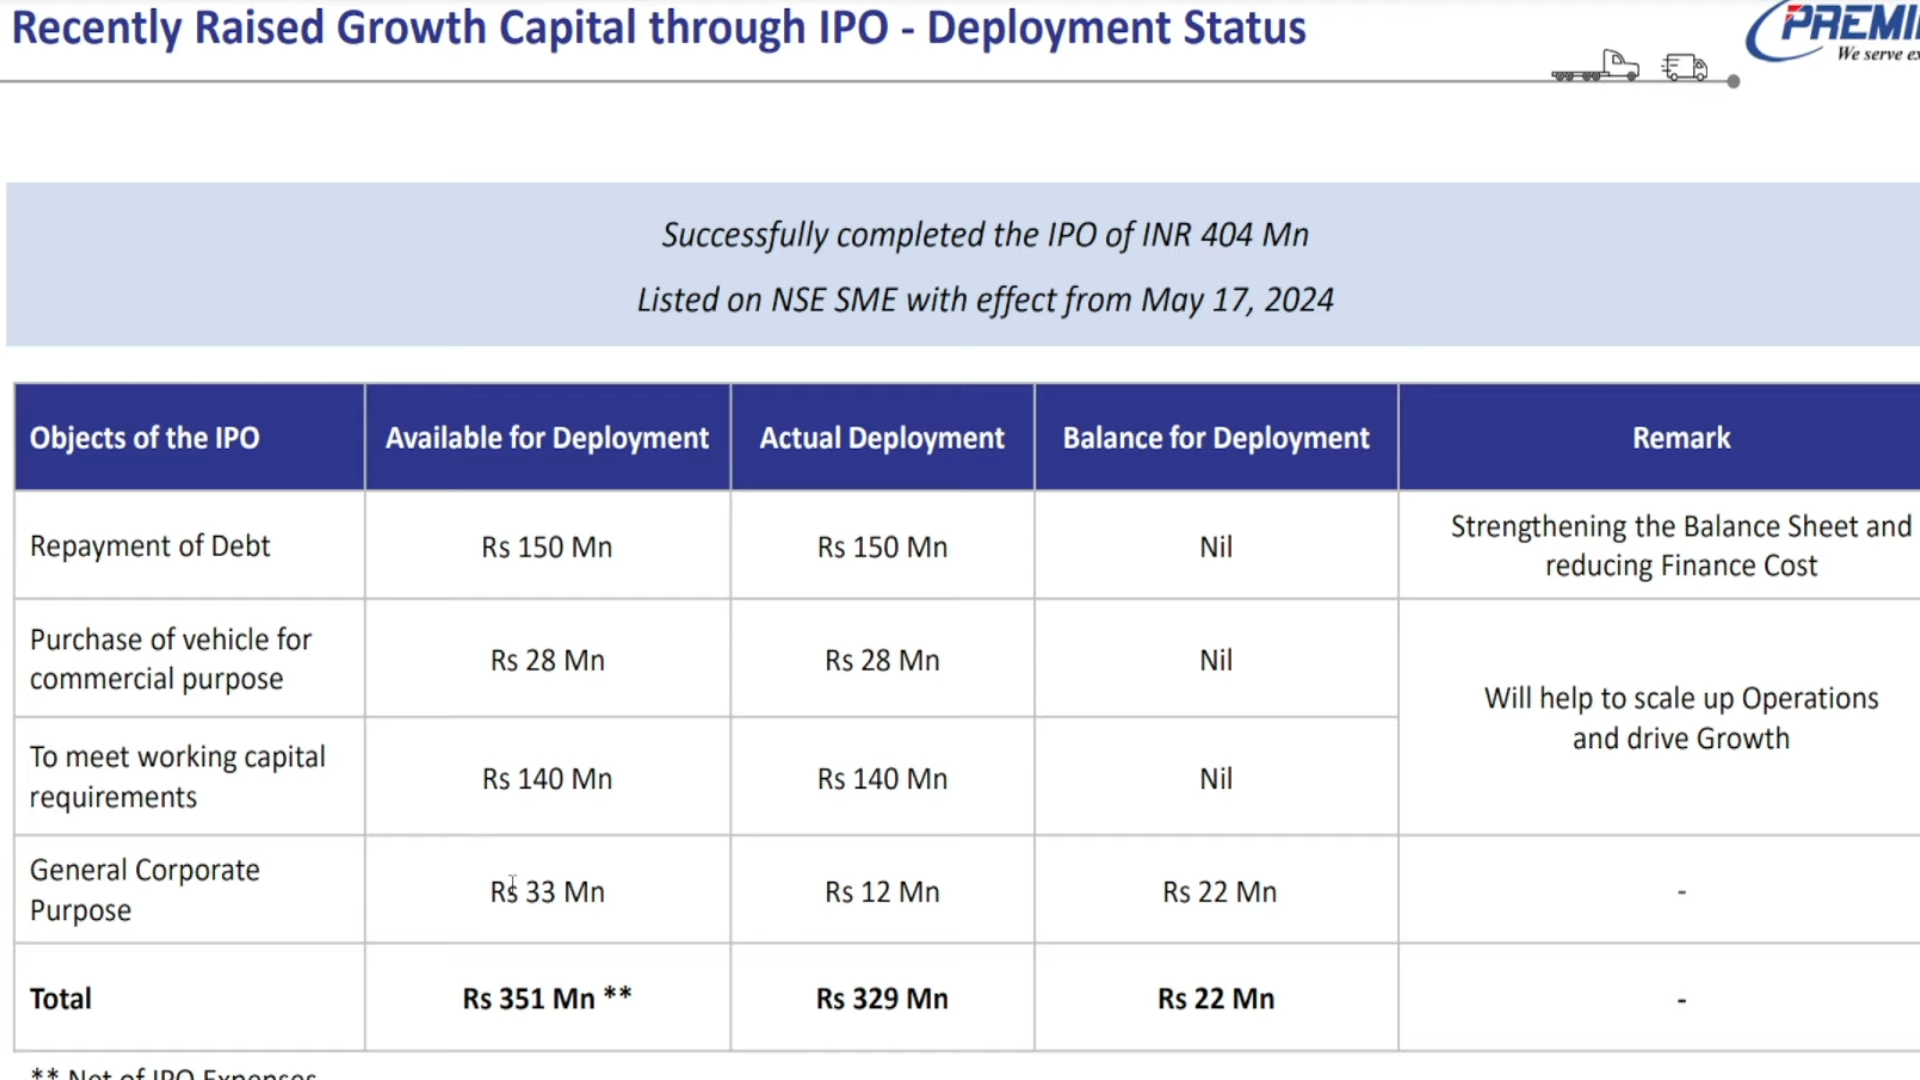 Recently Raised Growth Capital through IPO - Deployment Status
We serve
Successfully completed the IPO of INR 404 Mn
Listed on NSE SME with effect from May 17, 2024
Objects of the IPO
Available for Deployment
Actual Deployment
Balance for Deployment
Remark
Repayment of Debt
Rs 150 Mn
Rs 150 Mn
Nil
Strengthening the Balance Sheet and
reducing Finance Cost
Purchase of vehicle for
commercial purpose
Rs 28 Mn
Rs 28 Mn
Nil
Will help to scale up Operations
and drive Growth
To meet working capital
requirements
Rs 140 Mn
Rs 140 Mn
Nil
General Corporate
Purpose
Rs 33 Mn
Rs 12 Mn
Rs 22 Mn
-
Total
Rs 351 Mn **
Rs 329 Mn
Rs 22 Mn
-
** Net of IPO Expenses